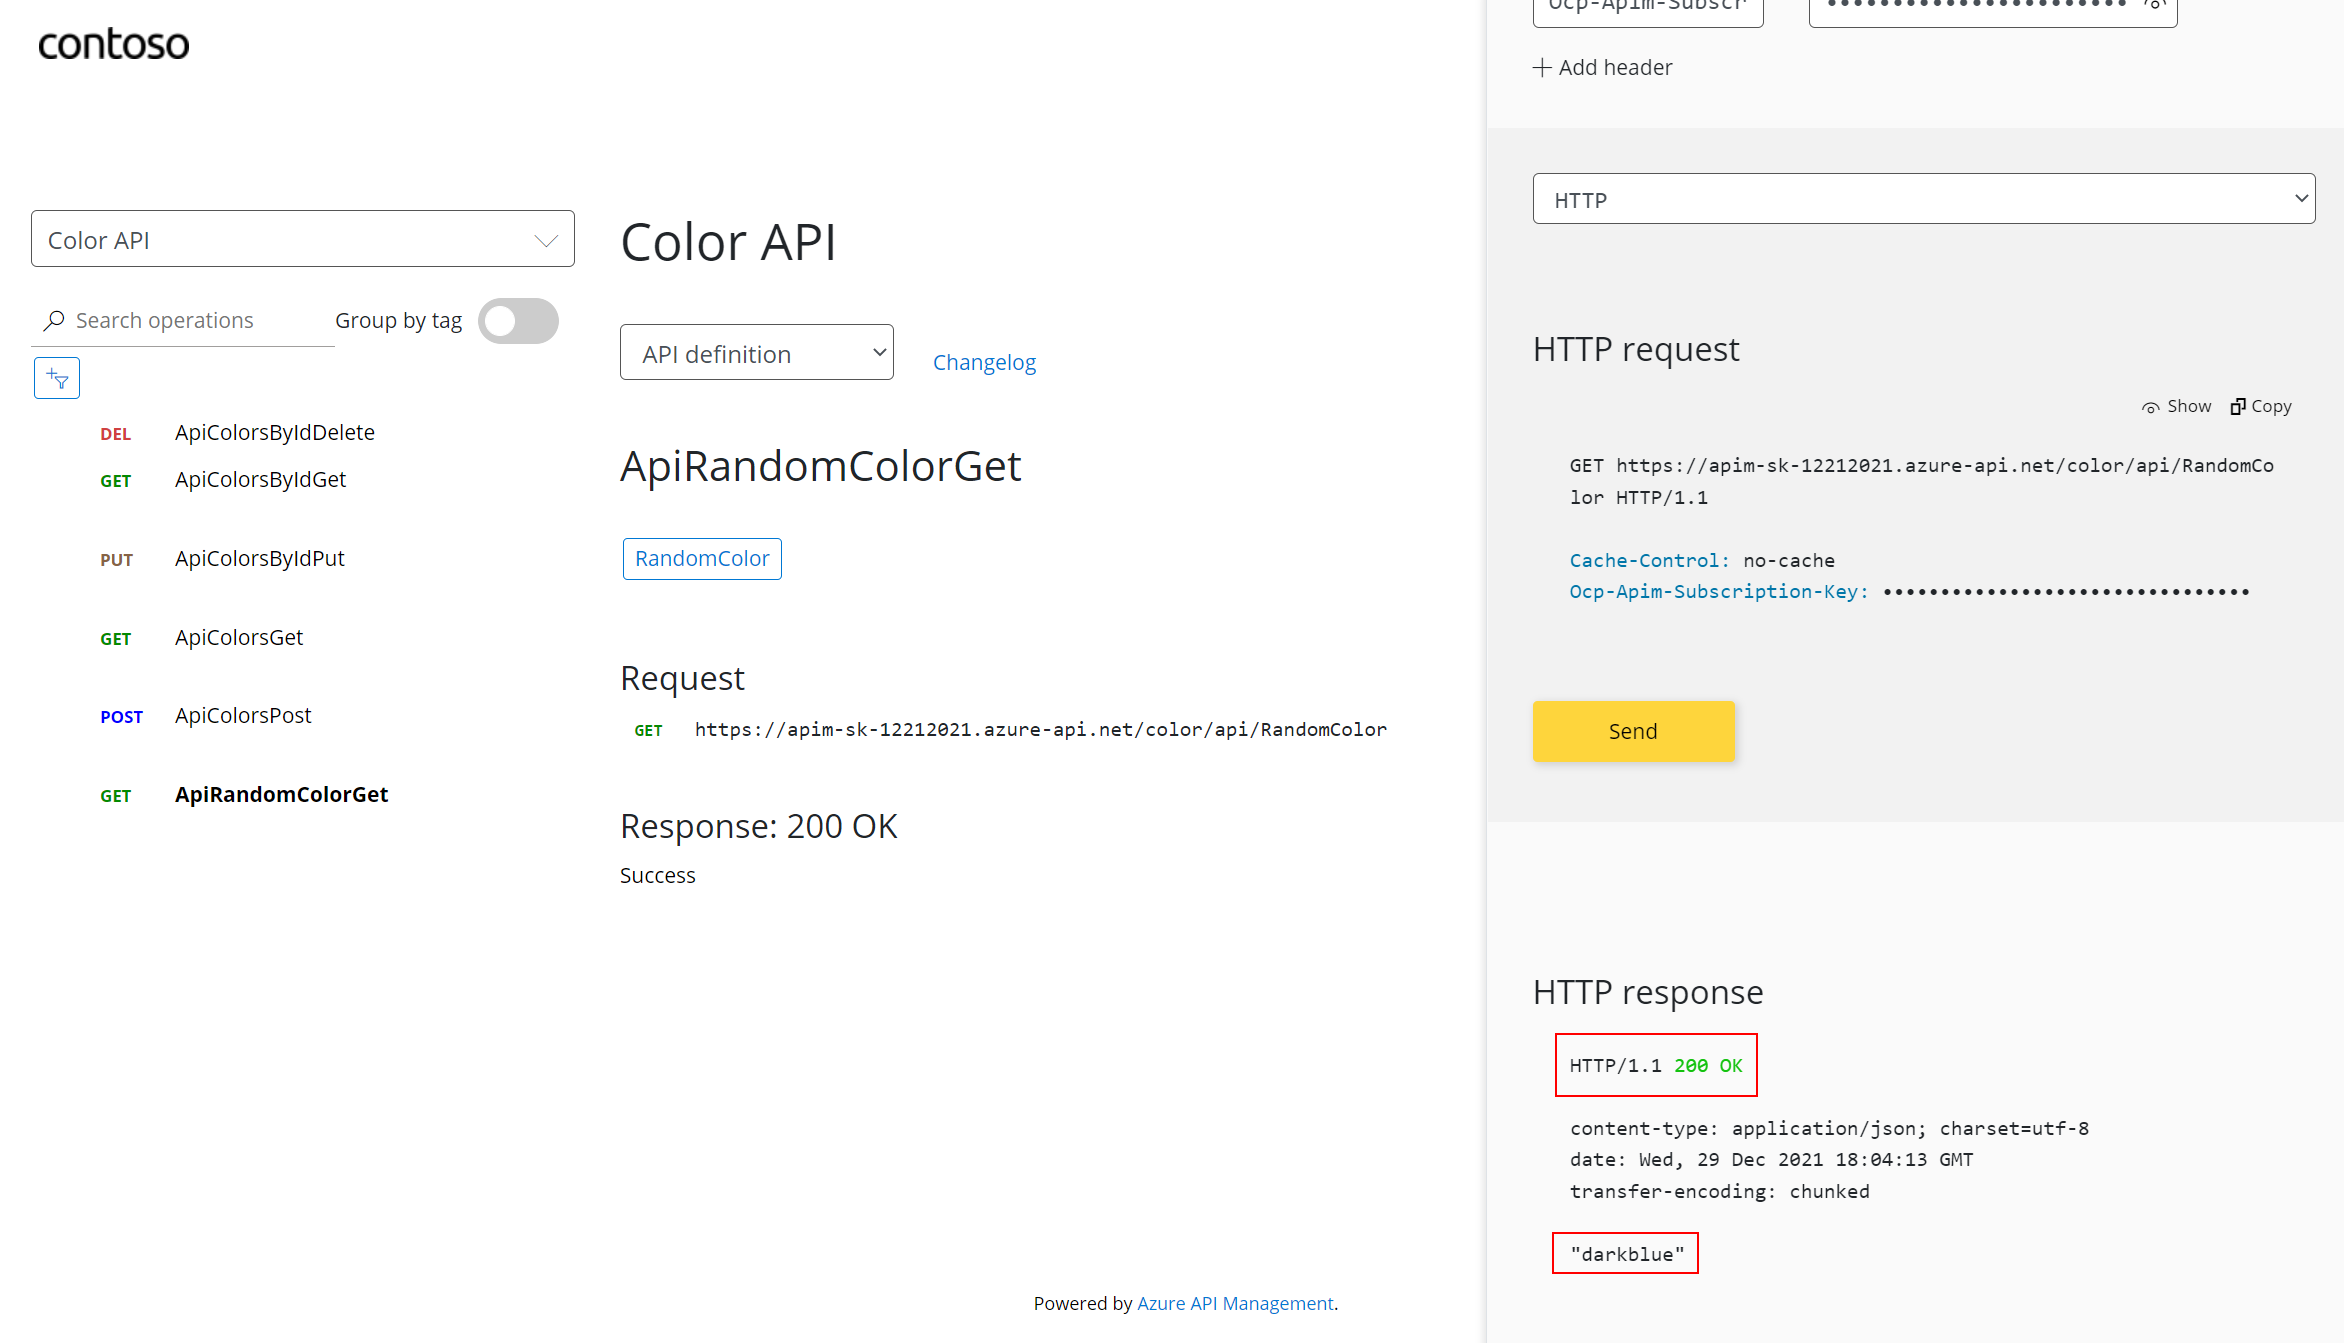 contoso
Color API
Search operations
Group by tag
DEL ApiColorsByIdDelete
GET ApiColorsByIdGet
PUT ApiColorsByIdPut
GET ApiColorsGet
POST ApiColorsPost
GET ApiRandomColorGet
Color API
API definition
Changelog
ApiRandomColorGet
RandomColor
Request
GET https://apim-sk-12212021.azure-api.net/color/api/RandomColor
Response: 200 OK
Success
Powered by Azure API Management.
Ocp-Apim-Subscr
Add header
HTTP
HTTP request
Show Copy
GET https://apim-sk-12212021.azure-api.net/color/api/RandomCo
lor HTTP/1.1
Cache-Control: no-cache
Ocp-Apim-Subscription-Key: ••••••••••••••••••••••••••••••••
Send
HTTP response
HTTP/1.1 200 OK
content-type: application/json; charset=utf-8
date: Wed, 29 Dec 2021 18:04:13 GMT
transfer-encoding: chunked
"darkblue"